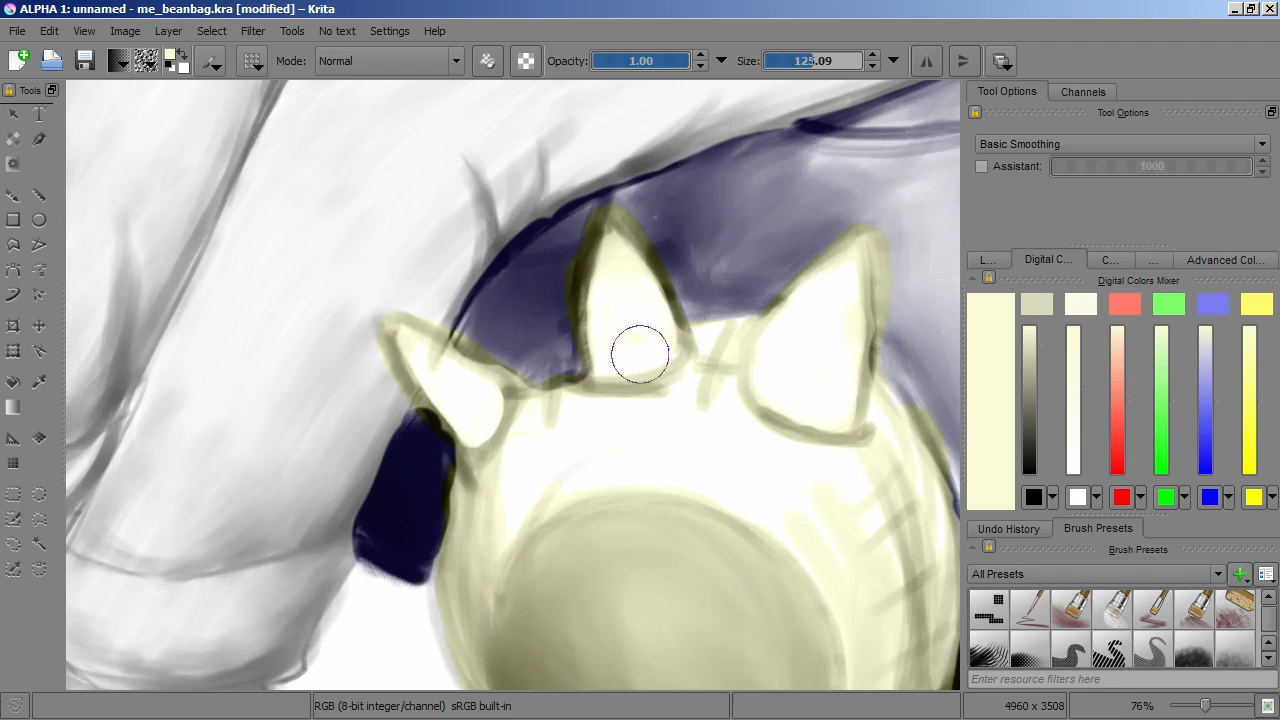 ALPHA 1: unnamed - me_beanbag.kra [modified] – Krita
File Edit View Image Layer Select Filter Tools No text Settings Help
Mode: Normal Opacity: 1.00 Size: 125.09
Tools
Tool Options Channels
Tool Options
Basic Smoothing
Assistant: 1000
L... Digital C... C... ... Advanced Col...
Digital Colors Mixer
Undo History Brush Presets
Brush Presets
All Presets
Enter resource filters here
RGB (8-bit integer/channel) sRGB built-in 4960 x 3508 76%